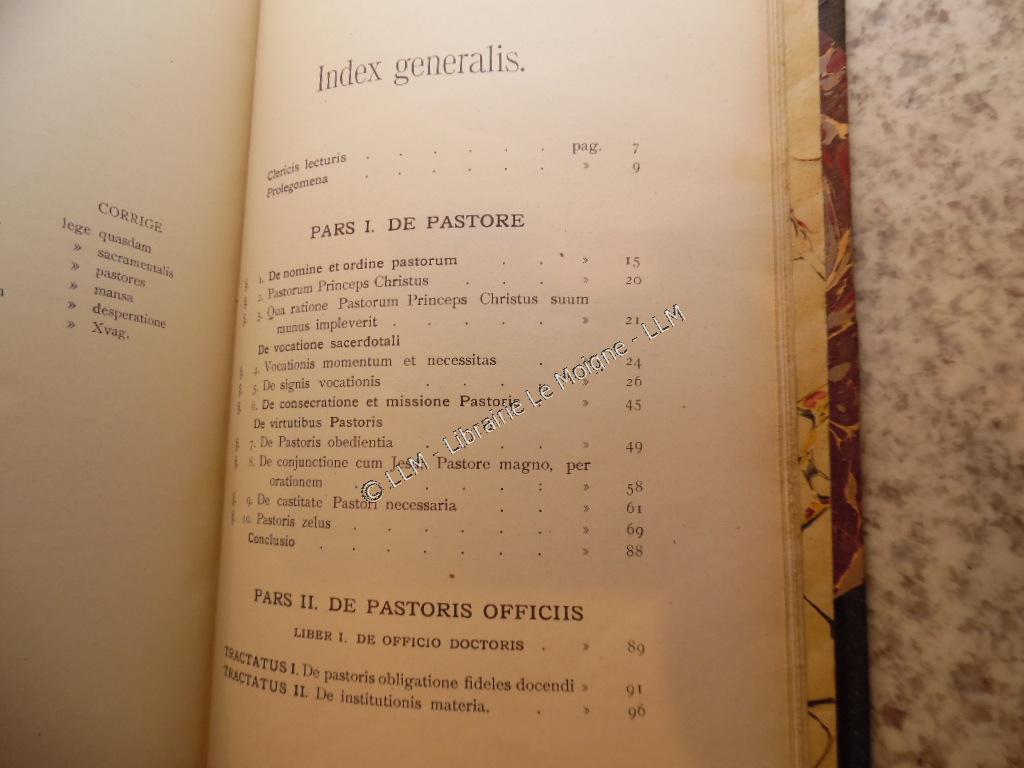 CORRIGE
lege quasdam
» sacramentalis
» pastores
» mansa
» desperatione
» Xvag.
Index generalis.
Clericis lecturis . . . . . . pag. 7
Prolegomena . . . . . . » 9
PARS I. DE PASTORE
§ 1. De nomine et ordine pastorum . . » 15
§ 2. Pastorum Princeps Christus . . . » 20
§ 3. Qua ratione Pastorum Princeps Christus suum
munus impleverit . . . . . » 21
De vocatione sacerdotali
§ 4. Vocationis momentum et necessitas . » 24
§ 5. De signis vocationis . . . . » 26
§ 6. De consecratione et missione Pastoris » 45
De virtutibus Pastoris
§ 7. De Pastoris obedientia . . . . » 49
§ 8. De conjunctione cum Jesu, Pastore magno, per
orationem . . . . : » 58
§ 9. De castitate Pastori necessaria . . » 61
§ 10. Pastoris zelus . . . . . » 69
Conclusio . . . . . . . » 88
PARS II. DE PASTORIS OFFICIIS
LIBER I. DE OFFICIO DOCTORIS . » 89
TRACTATUS I. De pastoris obligatione fideles docendi » 91
TRACTATUS II. De institutionis materia. . » 96
© LLM - Librairie Le Moigne - LLM